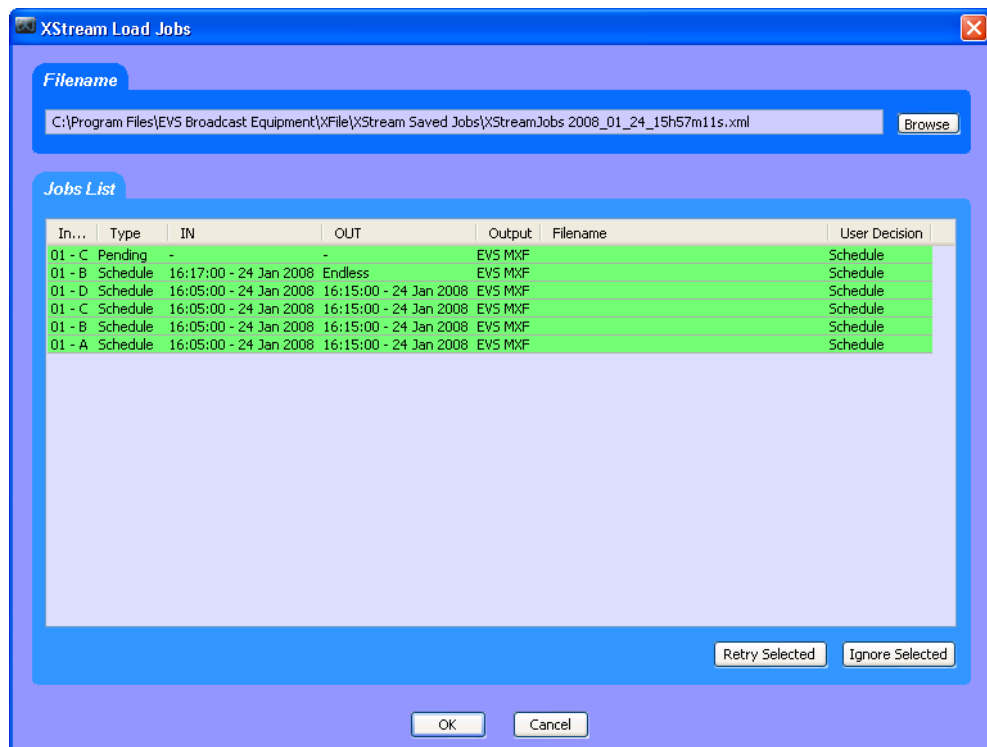 XStream Load Jobs
Filename
C:\Program Files\EVS Broadcast Equipment\XFile\XStream Saved Jobs\XStreamJobs 2008_01_24_15h57m11s.xml Browse
Jobs List
In... Type IN OUT Output Filename User Decision
01 - C Pending - - EVS MXF Schedule
01 - B Schedule 16:17:00 - 24 Jan 2008 Endless EVS MXF Schedule
01 - D Schedule 16:05:00 - 24 Jan 2008 16:15:00 - 24 Jan 2008 EVS MXF Schedule
01 - C Schedule 16:05:00 - 24 Jan 2008 16:15:00 - 24 Jan 2008 EVS MXF Schedule
01 - B Schedule 16:05:00 - 24 Jan 2008 16:15:00 - 24 Jan 2008 EVS MXF Schedule
01 - A Schedule 16:05:00 - 24 Jan 2008 16:15:00 - 24 Jan 2008 EVS MXF Schedule
Retry Selected Ignore Selected
OK Cancel